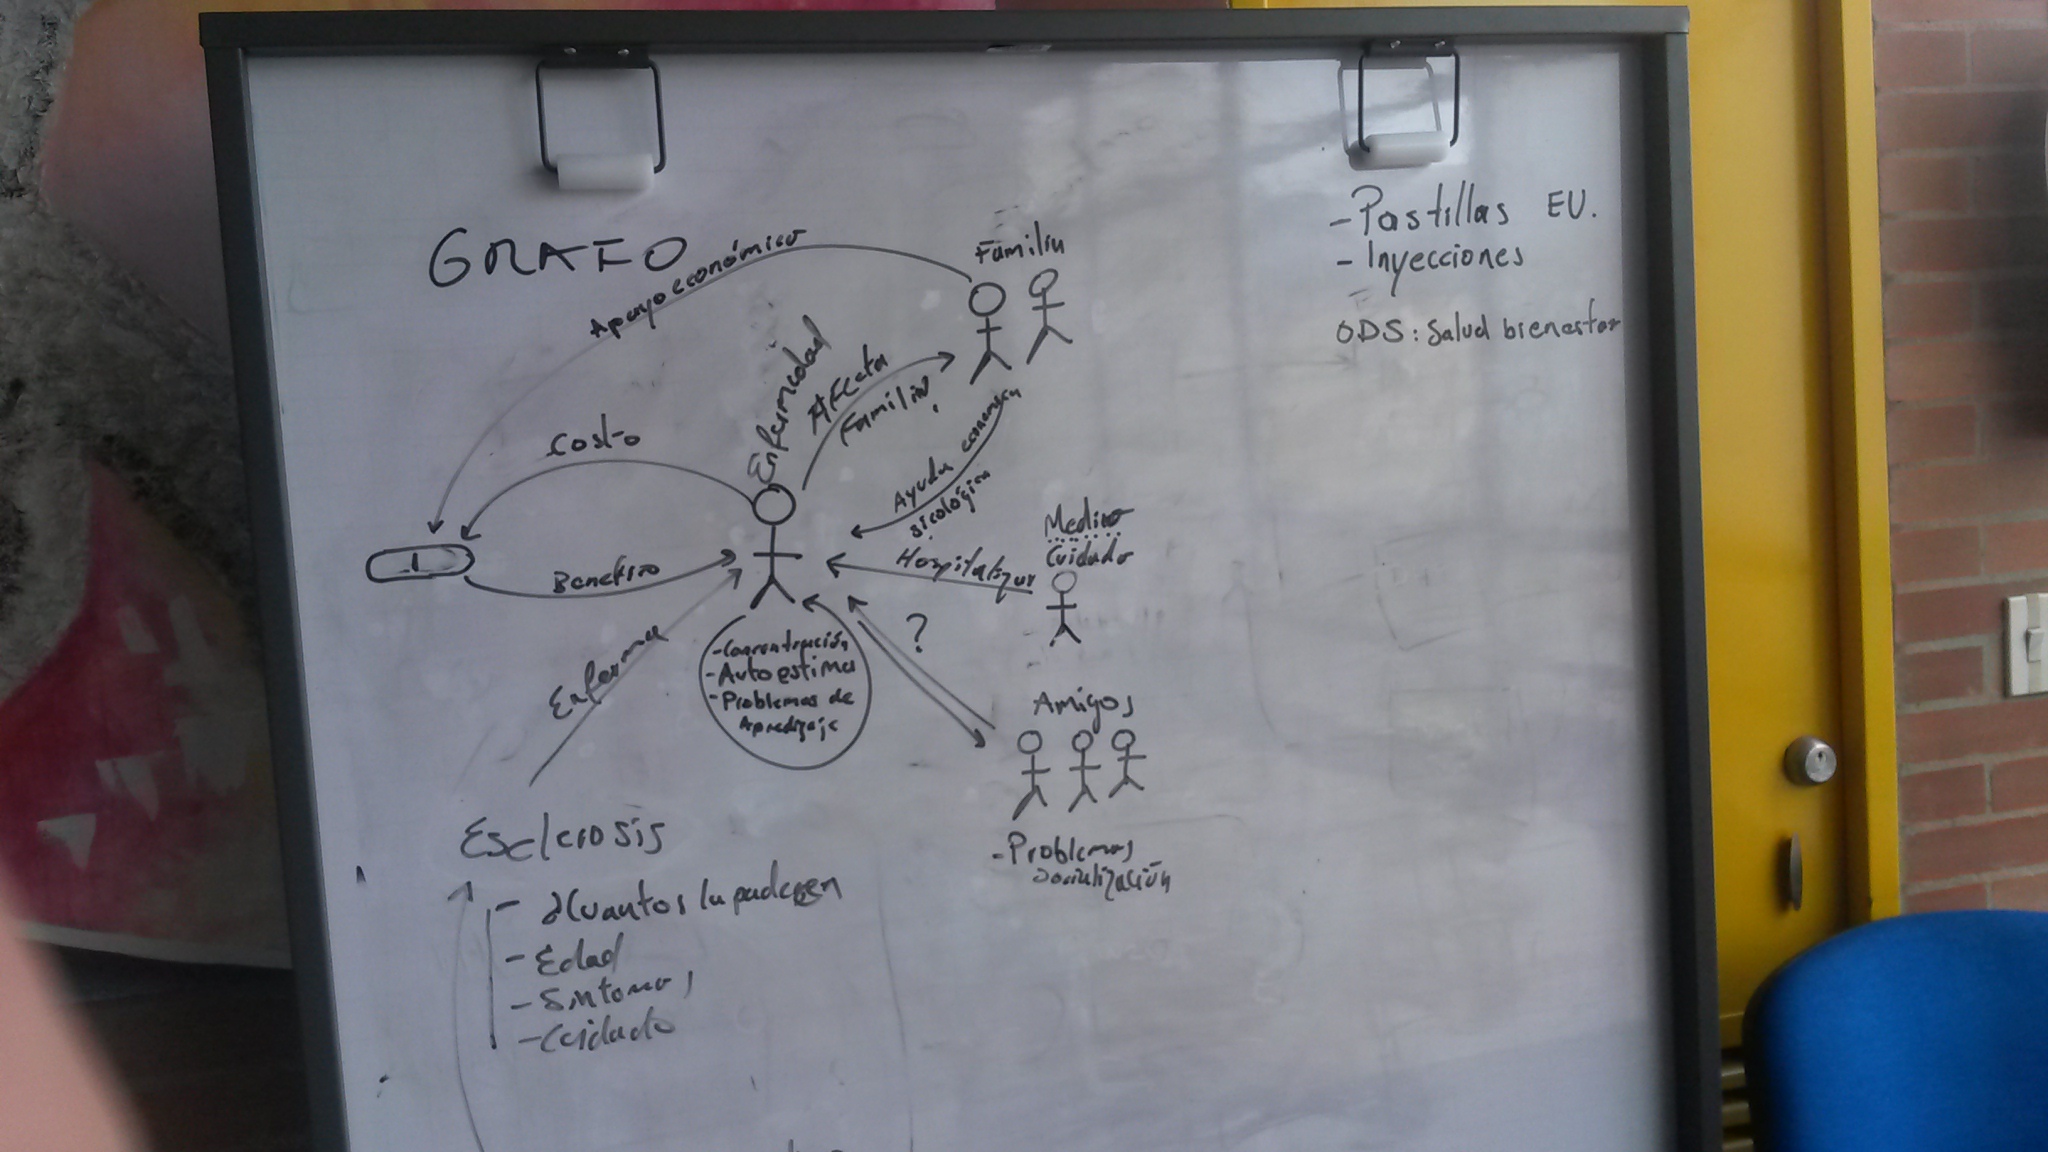 GRAFO
Apoyo económico
Familia
Enfermedad
Afecta
Familia
Costo
Ayuda economica
sicológica
Beneficio
Medico
Cuidado
Hospitalizar
?
Enferma
- Concentración
- Autoestima
- Problemas de
Aprendizaje
Amigos
- Problemas
socialización
Esclerosis
- ¿Cuantos la padecen
- Edad
- Sintomas
- Cuidado
- Pastillas EU.
- Inyecciones
ODS: Salud bienestar